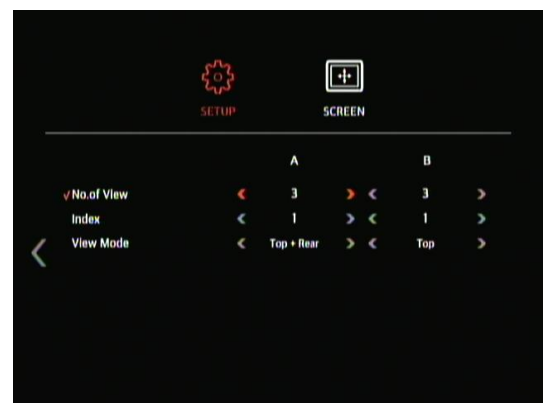 SETUP SCREEN
A B
√No.of View 3 3
Index 1 1
View Mode Top + Rear Top